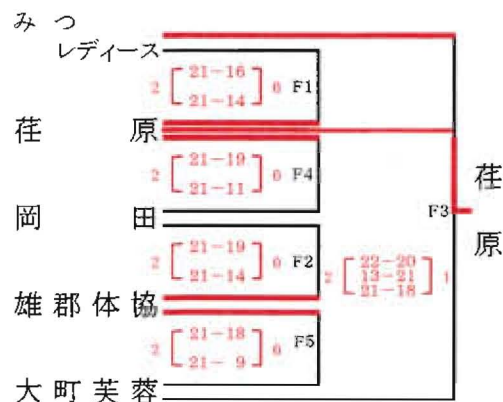 みつ
レディース
2 [ 21-16 21-14 ] 0 F1
荏原
2 [ 21-19 21-11 ] 0 F4
岡田
2 [ 21-19 21-14 ] 0 F2
雄郡体協
2 [ 21-18 21-9 ] 0 F5
大町芙蓉
2 [ 22-20 13-21 21-18 ] 1
F3
荏原